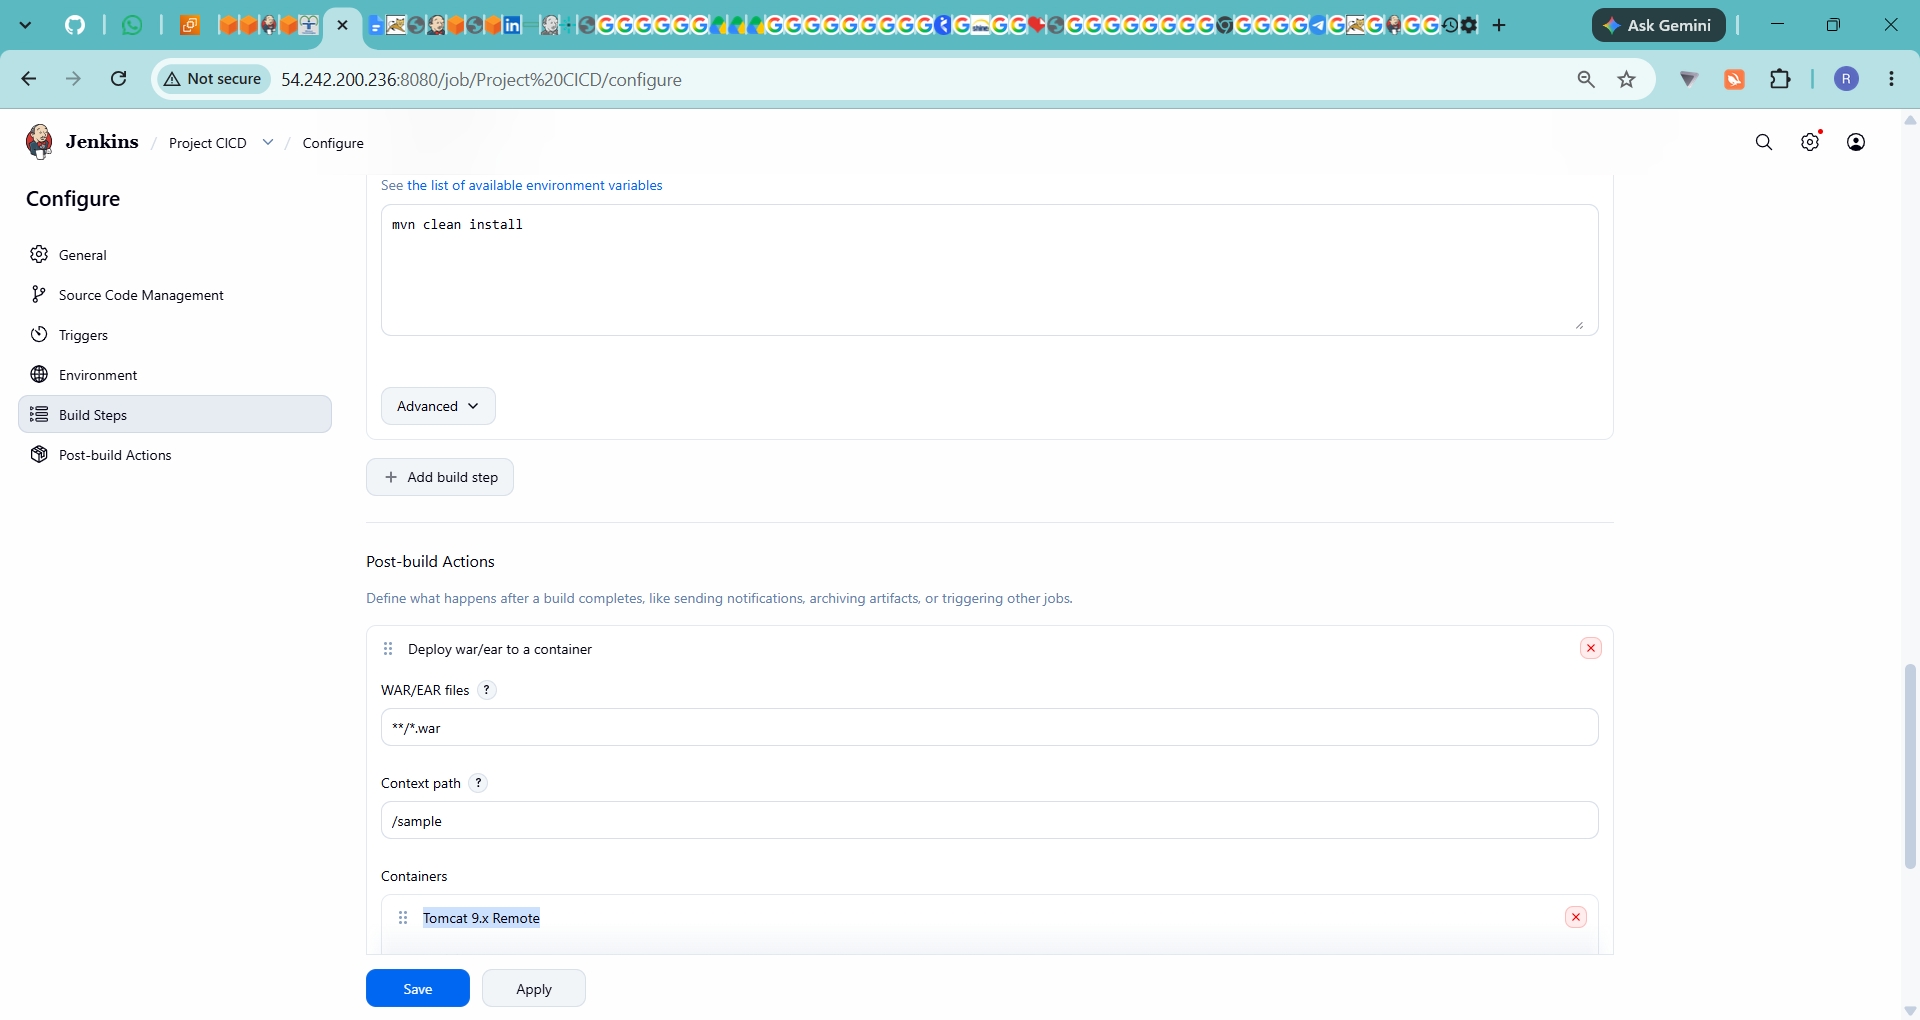 Ask Gemini
Not secure
54.242.200.236:8080/job/Project%20CICD/configure
R
Jenkins / Project CICD / Configure
Configure
General
Source Code Management
Triggers
Environment
Build Steps
Post-build Actions
See the list of available environment variables
mvn clean install
Advanced
+ Add build step
Post-build Actions
Define what happens after a build completes, like sending notifications, archiving artifacts, or triggering other jobs.
Deploy war/ear to a container
WAR/EAR files ?
**/*.war
Context path ?
/sample
Containers
Tomcat 9.x Remote
Save
Apply